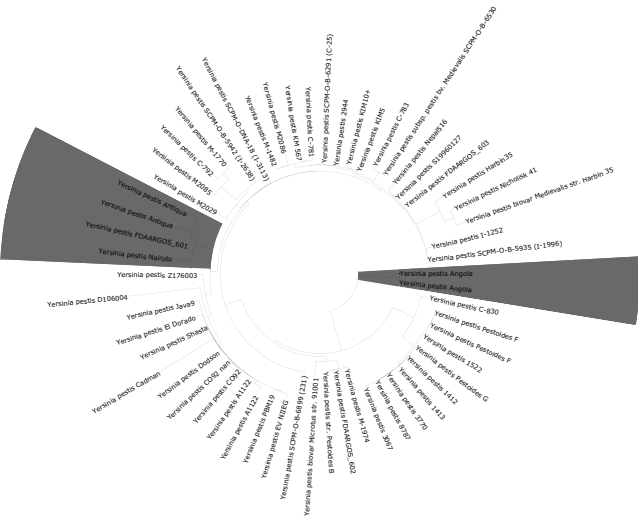 Yersinia pestis SCPM-O-B-6291 (C-25)
Yersinia pestis 2944
Yersinia pestis KIM10+
Yersinia pestis KIM5
Yersinia pestis C-783
Yersinia pestis subsp. pestis bv. Medievalis SCPM-O-B-6530
Yersinia pestis Nepal516
Yersinia pestis S19960127
Yersinia pestis FDAARGOS_603
Yersinia pestis Harbin35
Yersinia pestis Nicholisk 41
Yersinia pestis biovar Medievalis str. Harbin 35
Yersinia pestis I-1252
Yersinia pestis SCPM-O-B-5935 (I-1996)
Yersinia pestis Angola
Yersinia pestis Angola
Yersinia pestis C-830
Yersinia pestis Pestoides F
Yersinia pestis Pestoides F
Yersinia pestis 1522
Yersinia pestis Pestoides G
Yersinia pestis 1412
Yersinia pestis 1413
Yersinia pestis 3770
Yersinia pestis 8787
Yersinia pestis 3067
Yersinia pestis M-1974
Yersinia pestis FDAARGOS_602
Yersinia pestis str. Pestoides B
Yersinia pestis biovar Microtus str. 91001
Yersinia pestis SCPM-O-B-6899 (231)
Yersinia pestis EV NIIEG
Yersinia pestis PBM19
Yersinia pestis A1122
Yersinia pestis A1122
Yersinia pestis CO92
Yersinia pestis CO92 nan
Yersinia pestis Dodson
Yersinia pestis Cadman
Yersinia pestis Shasta
Yersinia pestis El Dorado
Yersinia pestis Java9
Yersinia pestis D106004
Yersinia pestis Z176003
Yersinia pestis Nairobi
Yersinia pestis FDAARGOS_601
Yersinia pestis Antiqua
Yersinia pestis Antiqua
Yersinia pestis M2029
Yersinia pestis M2085
Yersinia pestis C-792
Yersinia pestis M-1770
Yersinia pestis SCPM-O-B-5942 (I-2638)
Yersinia pestis SCPM-O-DNA-18 (I-3113)
Yersinia pestis M-1482
Yersinia pestis M2086
Yersinia pestis KM 567
Yersinia pestis C-781